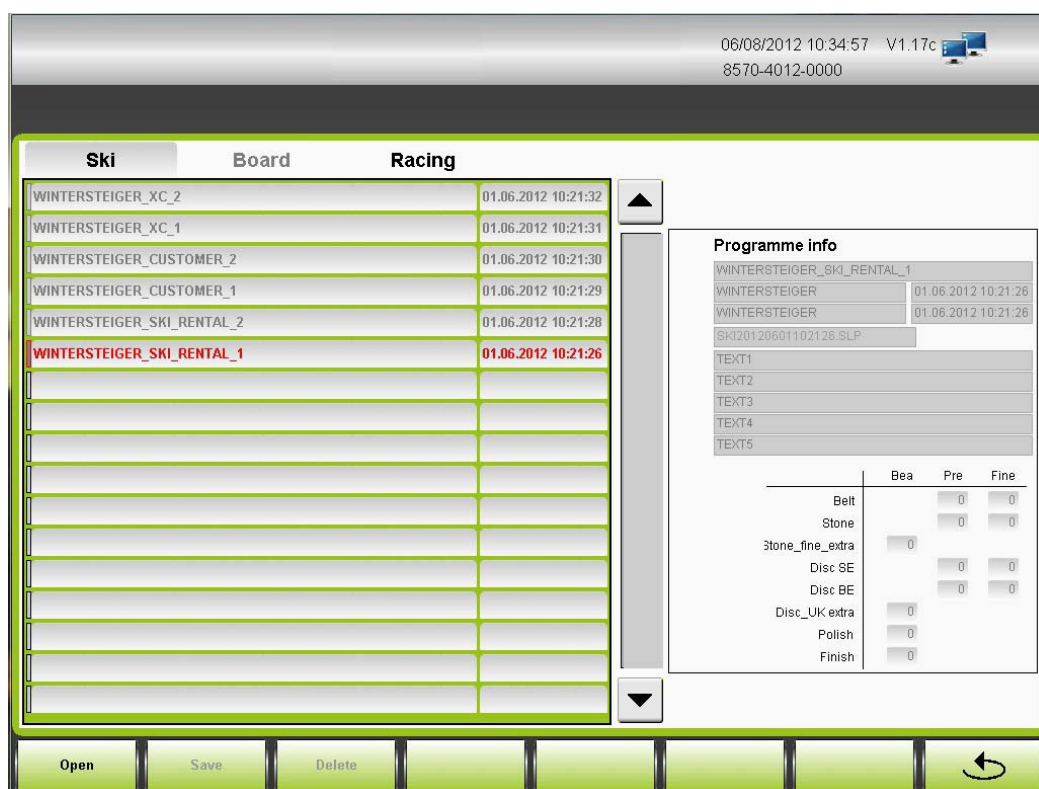 06/08/2012 10:34:57 V1.17c
8570-4012-0000
Ski Board Racing
WINTERSTEIGER_XC_2 01.06.2012 10:21:32
WINTERSTEIGER_XC_1 01.06.2012 10:21:31
WINTERSTEIGER_CUSTOMER_2 01.06.2012 10:21:30
WINTERSTEIGER_CUSTOMER_1 01.06.2012 10:21:29
WINTERSTEIGER_SKI_RENTAL_2 01.06.2012 10:21:28
WINTERSTEIGER_SKI_RENTAL_1 01.06.2012 10:21:26
Programme info
WINTERSTEIGER_SKI_RENTAL_1
WINTERSTEIGER 01.06.2012 10:21:26
WINTERSTEIGER 01.06.2012 10:21:26
SKI20120601102126.SLP
TEXT1
TEXT2
TEXT3
TEXT4
TEXT5
Bea Pre Fine
Belt 0 0
Stone 0 0
Stone_fine_extra 0
Disc SE 0 0
Disc BE 0 0
Disc_UK extra 0
Polish 0
Finish 0
Open Save Delete